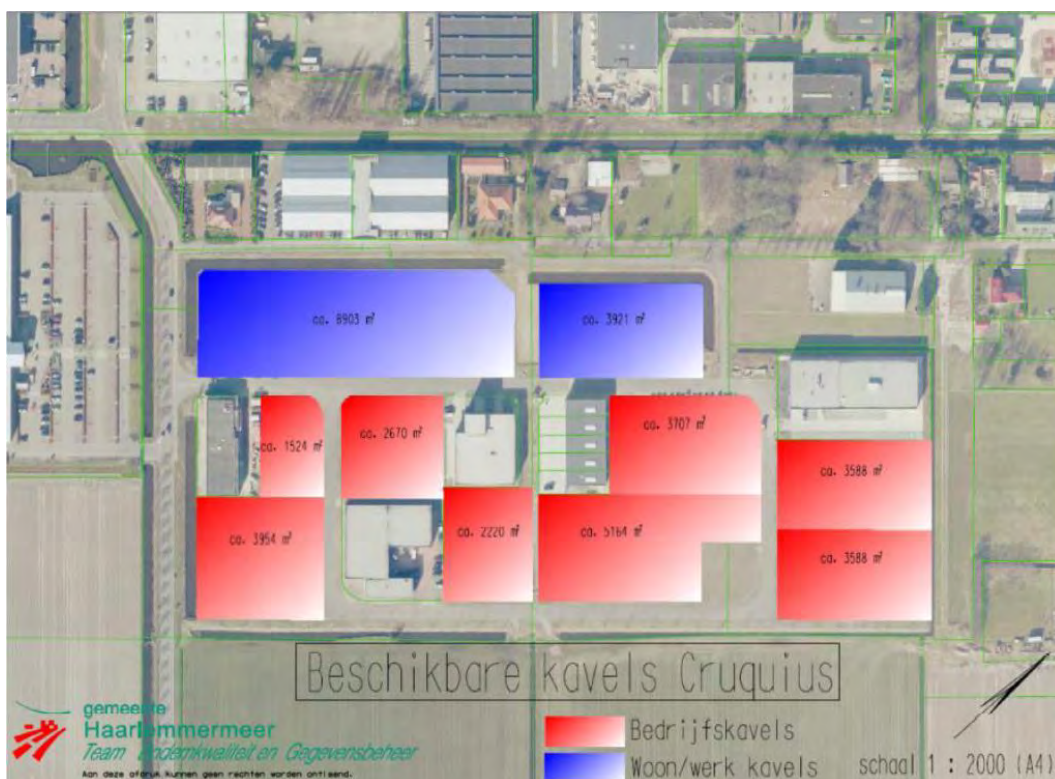 ca. 8903 m²
ca. 3921 m²
ca. 1524 m²
ca. 2670 m²
ca. 3707 m²
ca. 3588 m²
ca. 3954 m²
ca. 2220 m²
ca. 5164 m²
ca. 3588 m²
Beschikbare kavels Cruquius
gemeente
Haarlemmermeer
Team en Gegevensbeheer
Aan deze afdruk kunnen geen rechten worden ontleend.
Bedrijfskavels
Woon/werk kavels
schaal 1 : 2000 (A4)